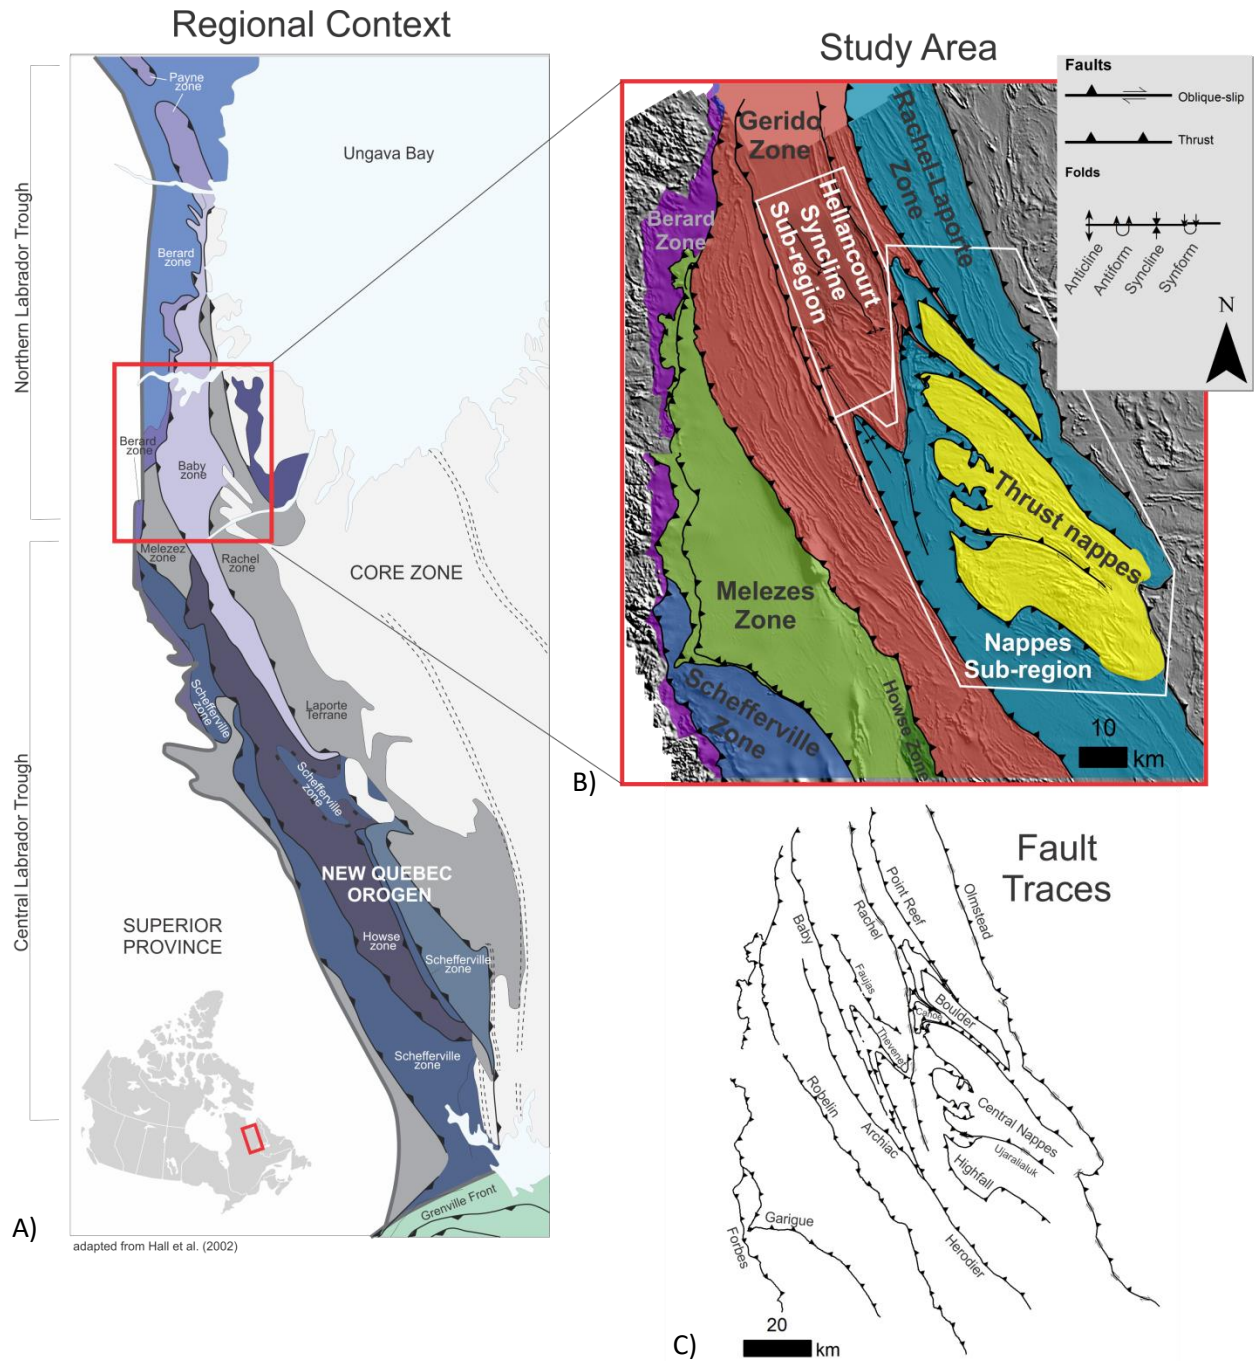 Regional Context
Northern Labrador Trough
Central Labrador Trough
Payne
zone
Ungava Bay
Berard
zone
Berard
zone
Baby
zone
Melezez
zone
Rachel
zone
CORE ZONE
Schefferville
zone
Laporte
Terrane
Schefferville
zone
NEW QUEBEC
OROGEN
SUPERIOR
PROVINCE
Howse
zone
Schefferville
zone
Schefferville
zone
Grenville Front
A)
adapted from Hall et al. (2002)
Study Area
Faults
Oblique-slip
Thrust
Folds
Anticline
Antiform
Syncline
Synform
N
Gerido
Zone
Rachel-Laporte
Zone
Berard
Zone
Hellancourt
Syncline
Sub-region
Thrust nappes
Melezes
Zone
Nappes
Sub-region
Schefferville
Zone
Howse Zone
10
km
B)
Fault
Traces
Olmstead
Point Reef
Rachel
Baby
Faujas
Boulder
Canoe
Thevenet
Robelin
Archiac
Central Nappes
Ujaralialuk
Highfall
Garigue
Forbes
Herodier
20
km
C)